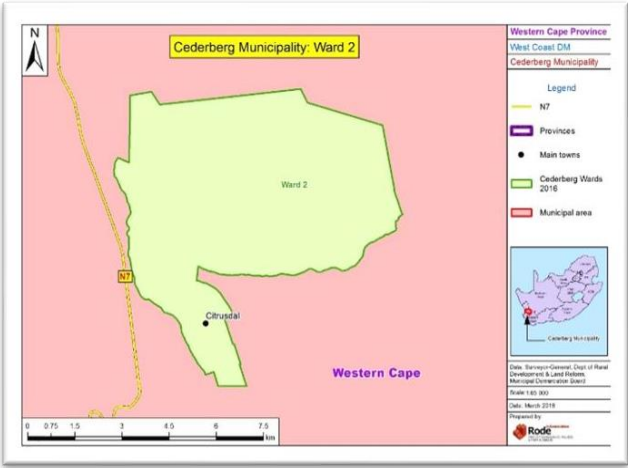 N
Cederberg Municipality: Ward 2
Ward 2
N7
Citrusdal
Western Cape
0 0.75 1.5 3 4.5 6 7.5
km
Western Cape Province
West Coast DM
Cederberg Municipality
Legend
N7
Provinces
Main towns
Cederberg Wards
2016
Municipal area
Cederberg Municipality
Data: Surveyor-General, Dept of Rural
Development & Land Reform,
Municipal Demarcation Board
Prepared by
Rode